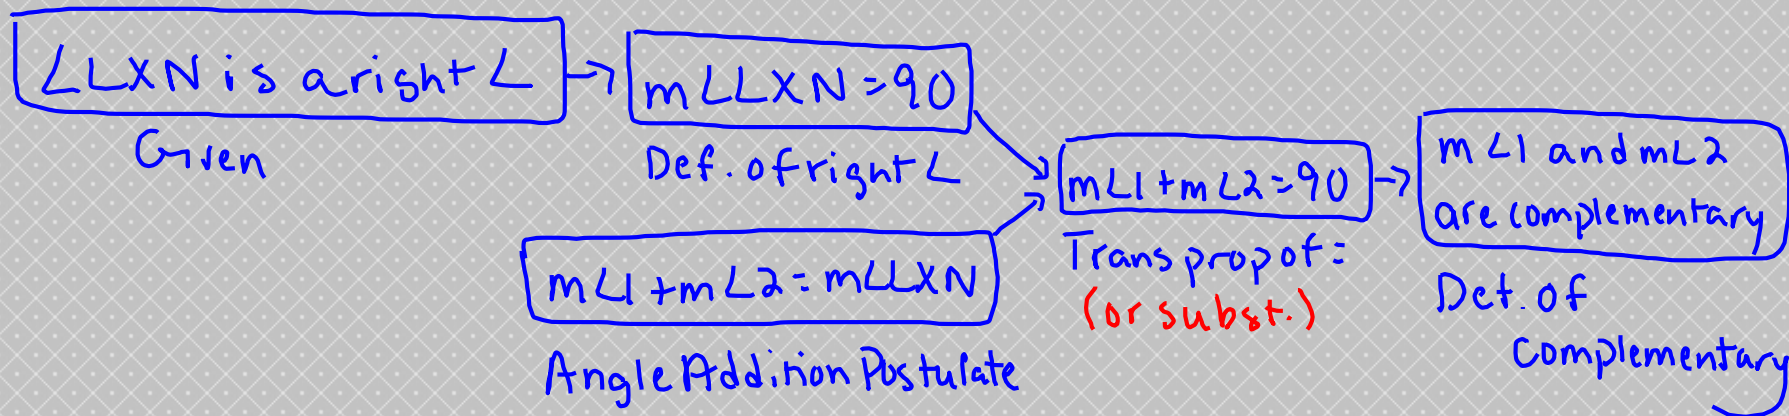 ∠LXN is a right ∠
Given
m∠LXN = 90
Def. of right ∠
m∠1 + m∠2 = m∠LXN
Angle Addition Postulate
m∠1 + m∠2 = 90
Trans prop of =
(or subst.)
m∠1 and m∠2
are complementary
Def. of
complementary